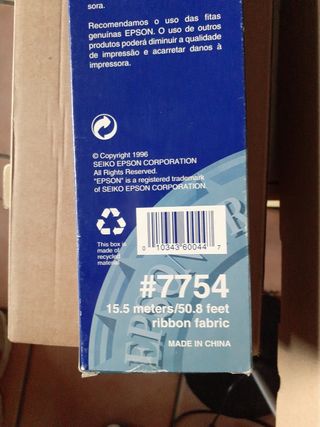 sora.
Recomendamos o uso das fitas
genuínas EPSON. O uso de outros
produtos poderá diminuir a qualidade
de impressão e acarretar danos à
impressora.
© Copyright 1996
SEIKO EPSON CORPORATION
All Rights Reserved.
"EPSON" is a registered trademark
of SEIKO EPSON CORPORATION.
This box is
made of
recycled
material
0 10343 60044 7
#7754
15.5 meters/50.8 feet
ribbon fabric
MADE IN CHINA
EPSON